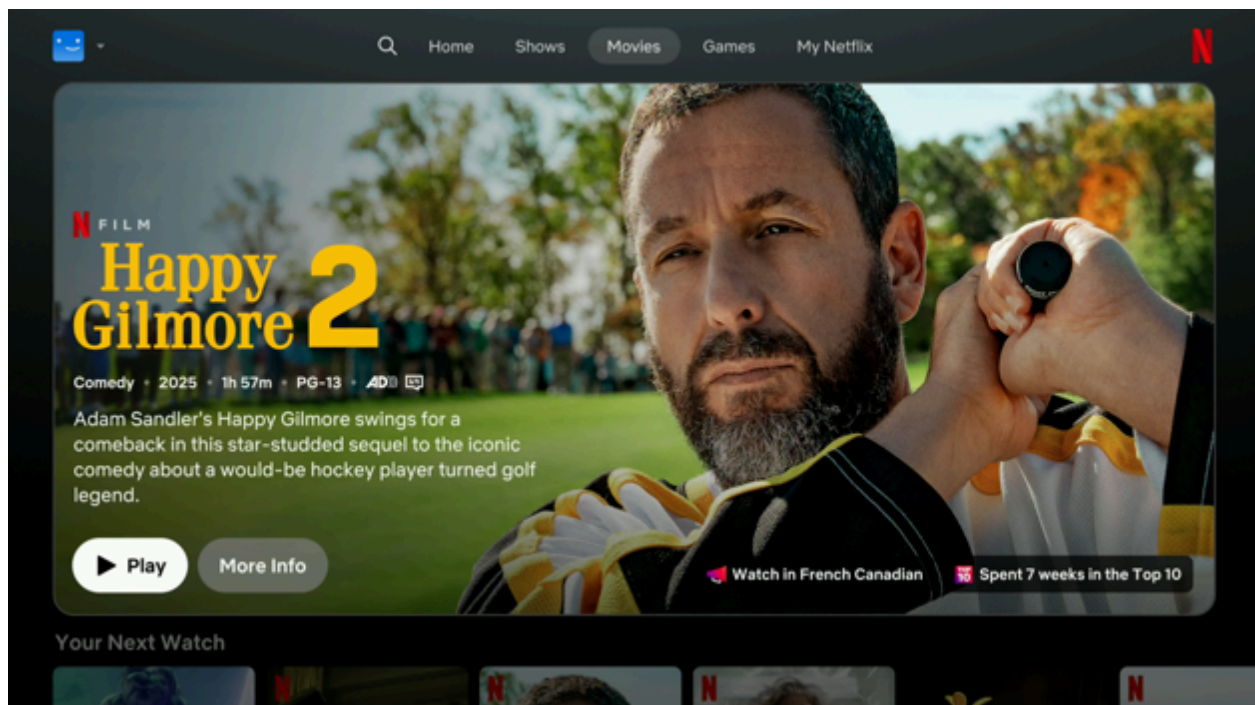 Home
Shows
Movies
Games
My Netflix
N
N FILM
Happy
Gilmore 2
Comedy • 2025 • 1h 57m • PG-13 • AD
Adam Sandler's Happy Gilmore swings for a
comeback in this star-studded sequel to the iconic
comedy about a would-be hockey player turned golf
legend.
Play
More Info
Watch in French Canadian
TOP
10
Spent 7 weeks in the Top 10
Your Next Watch
N
N
N
N